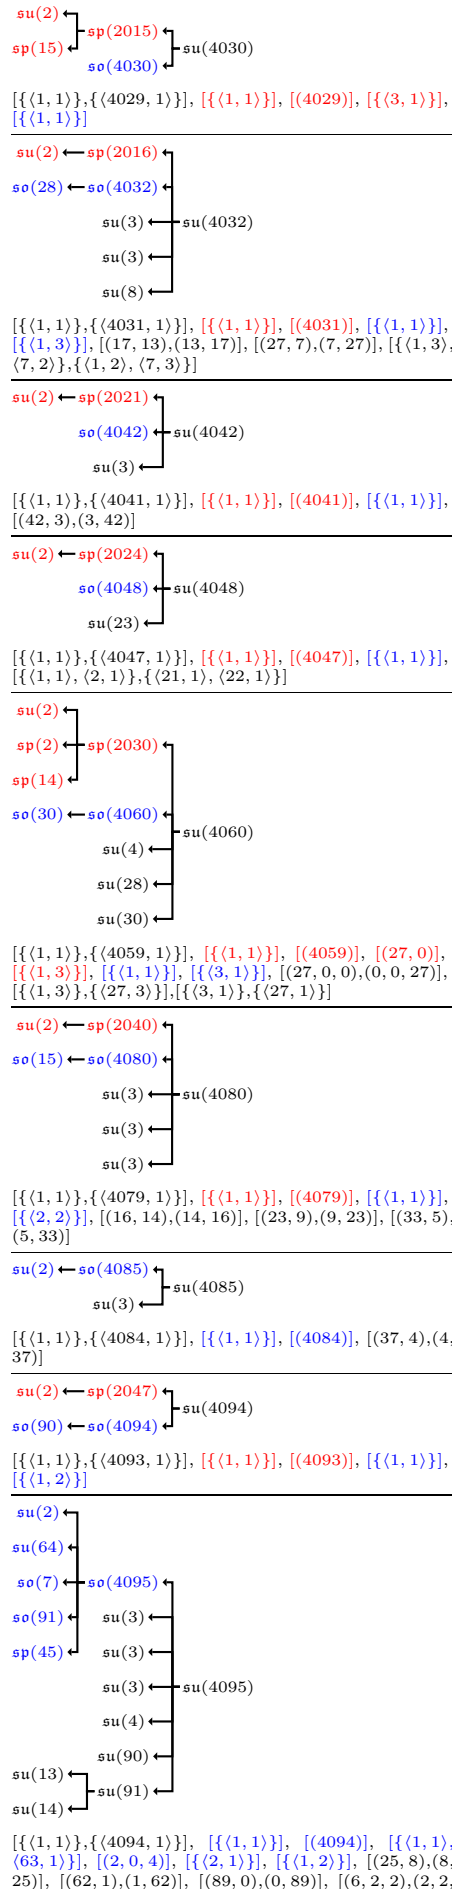 𝔰𝔲(2)
𝔰𝔭(15) 𝔰𝔭(2015)
𝔰𝔬(4030) 𝔰𝔲(4030)
[{⟨1, 1⟩},{⟨4029, 1⟩}], [{⟨1, 1⟩}], [(4029)], [{⟨3, 1⟩}],
[{⟨1, 1⟩}]
𝔰𝔲(2) 𝔰𝔭(2016)
𝔰𝔬(28) 𝔰𝔬(4032)
𝔰𝔲(3) 𝔰𝔲(4032)
𝔰𝔲(3)
𝔰𝔲(8)
[{⟨1, 1⟩},{⟨4031, 1⟩}], [{⟨1, 1⟩}], [(4031)], [{⟨1, 1⟩}],
[{⟨1, 3⟩}], [(17, 13),(13, 17)], [(27, 7),(7, 27)], [{⟨1, 3⟩,
⟨7, 2⟩},{⟨1, 2⟩, ⟨7, 3⟩}]
𝔰𝔲(2) 𝔰𝔭(2021)
𝔰𝔬(4042) 𝔰𝔲(4042)
𝔰𝔲(3)
[{⟨1, 1⟩},{⟨4041, 1⟩}], [{⟨1, 1⟩}], [(4041)], [{⟨1, 1⟩}],
[(42, 3),(3, 42)]
𝔰𝔲(2) 𝔰𝔭(2024)
𝔰𝔬(4048) 𝔰𝔲(4048)
𝔰𝔲(23)
[{⟨1, 1⟩},{⟨4047, 1⟩}], [{⟨1, 1⟩}], [(4047)], [{⟨1, 1⟩}],
[{⟨1, 1⟩, ⟨2, 1⟩},{⟨21, 1⟩, ⟨22, 1⟩}]
𝔰𝔲(2)
𝔰𝔭(2) 𝔰𝔭(2030)
𝔰𝔭(14)
𝔰𝔬(30) 𝔰𝔬(4060)
𝔰𝔲(4060)
𝔰𝔲(4)
𝔰𝔲(28)
𝔰𝔲(30)
[{⟨1, 1⟩},{⟨4059, 1⟩}], [{⟨1, 1⟩}], [(4059)], [(27, 0)],
[{⟨1, 3⟩}], [{⟨1, 1⟩}], [{⟨3, 1⟩}], [(27, 0, 0),(0, 0, 27)],
[{⟨1, 3⟩},{⟨27, 3⟩}],[{⟨3, 1⟩},{⟨27, 1⟩}]
𝔰𝔲(2) 𝔰𝔭(2040)
𝔰𝔬(15) 𝔰𝔬(4080)
𝔰𝔲(3) 𝔰𝔲(4080)
𝔰𝔲(3)
𝔰𝔲(3)
[{⟨1, 1⟩},{⟨4079, 1⟩}], [{⟨1, 1⟩}], [(4079)], [{⟨1, 1⟩}],
[{⟨2, 2⟩}], [(16, 14),(14, 16)], [(23, 9),(9, 23)], [(33, 5),
(5, 33)]
𝔰𝔲(2) 𝔰𝔬(4085)
𝔰𝔲(3) 𝔰𝔲(4085)
[{⟨1, 1⟩},{⟨4084, 1⟩}], [{⟨1, 1⟩}], [(4084)], [(37, 4),(4,
37)]
𝔰𝔲(2) 𝔰𝔭(2047)
𝔰𝔬(90) 𝔰𝔬(4094) 𝔰𝔲(4094)
[{⟨1, 1⟩},{⟨4093, 1⟩}], [{⟨1, 1⟩}], [(4093)], [{⟨1, 1⟩}],
[{⟨1, 2⟩}]
𝔰𝔲(2)
𝔰𝔲(64)
𝔰𝔬(7) 𝔰𝔬(4095)
𝔰𝔬(91) 𝔰𝔲(3)
𝔰𝔭(45) 𝔰𝔲(3)
𝔰𝔲(3) 𝔰𝔲(4095)
𝔰𝔲(4)
𝔰𝔲(90)
𝔰𝔲(13) 𝔰𝔲(91)
𝔰𝔲(14)
[{⟨1, 1⟩},{⟨4094, 1⟩}], [{⟨1, 1⟩}], [(4094)], [{⟨1, 1⟩,
⟨63, 1⟩}], [(2, 0, 4)], [{⟨2, 1⟩}], [{⟨1, 2⟩}], [(25, 8),(8,
25)], [(62, 1),(1, 62)], [(89, 0),(0, 89)], [(6, 2, 2),(2, 2,